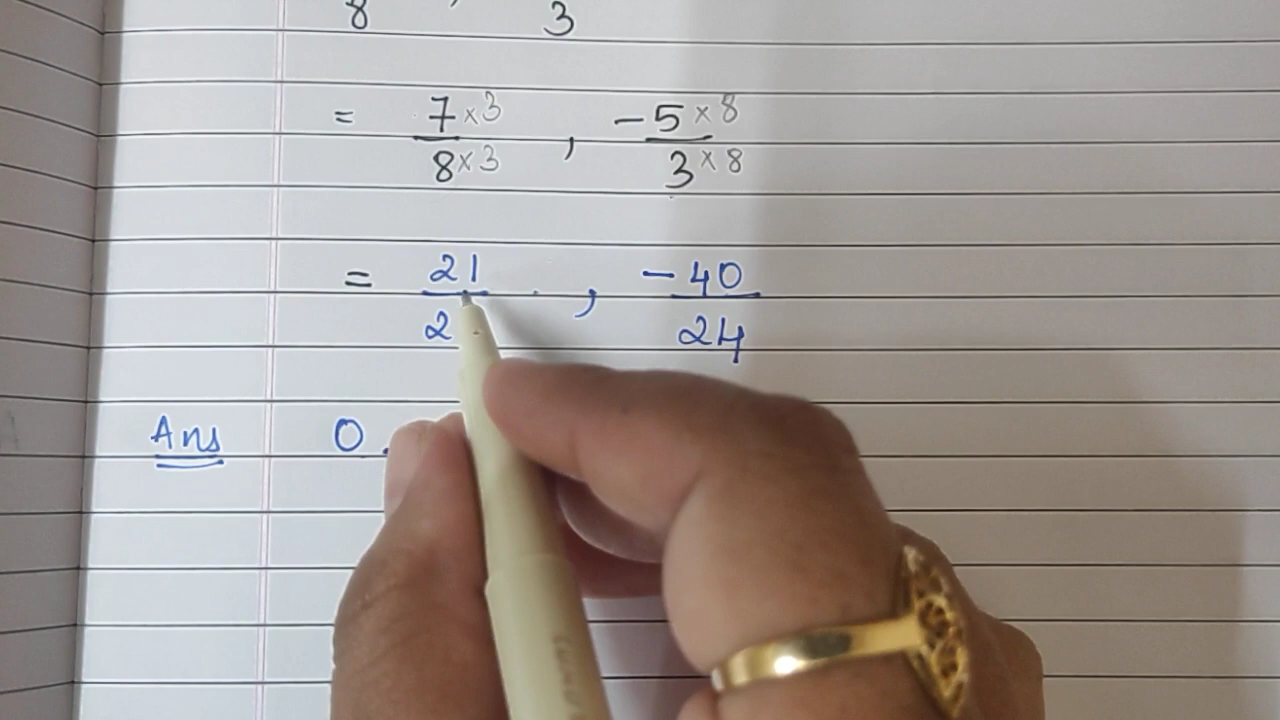 8 , 3
= 7×3 , -5×8
8×3 3×8
= 21 , -40
2 24
Ans 0.